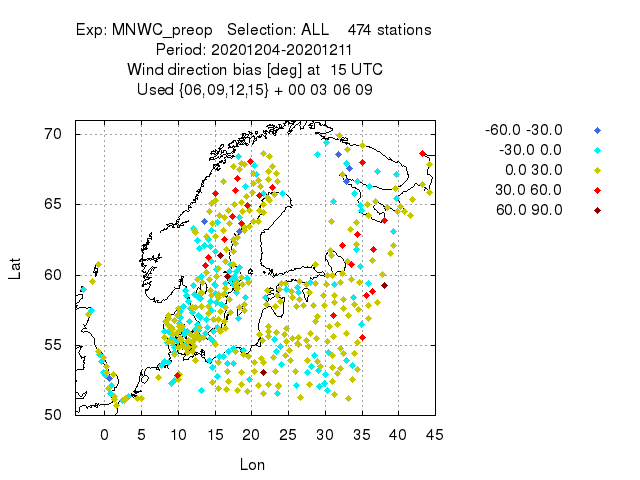 Exp: MNWC_preop   Selection: ALL    474 stations
Period: 20201204-20201211
Wind direction bias [deg] at  15 UTC
Used {06,09,12,15} + 00 03  06 09
-60.0 -30.0
-30.0 0.0
0.0 30.0
30.0 60.0
60.0 90.0
70
65
60
55
50
Lat
0 5 10 15 20 25 30 35 40 45
Lon